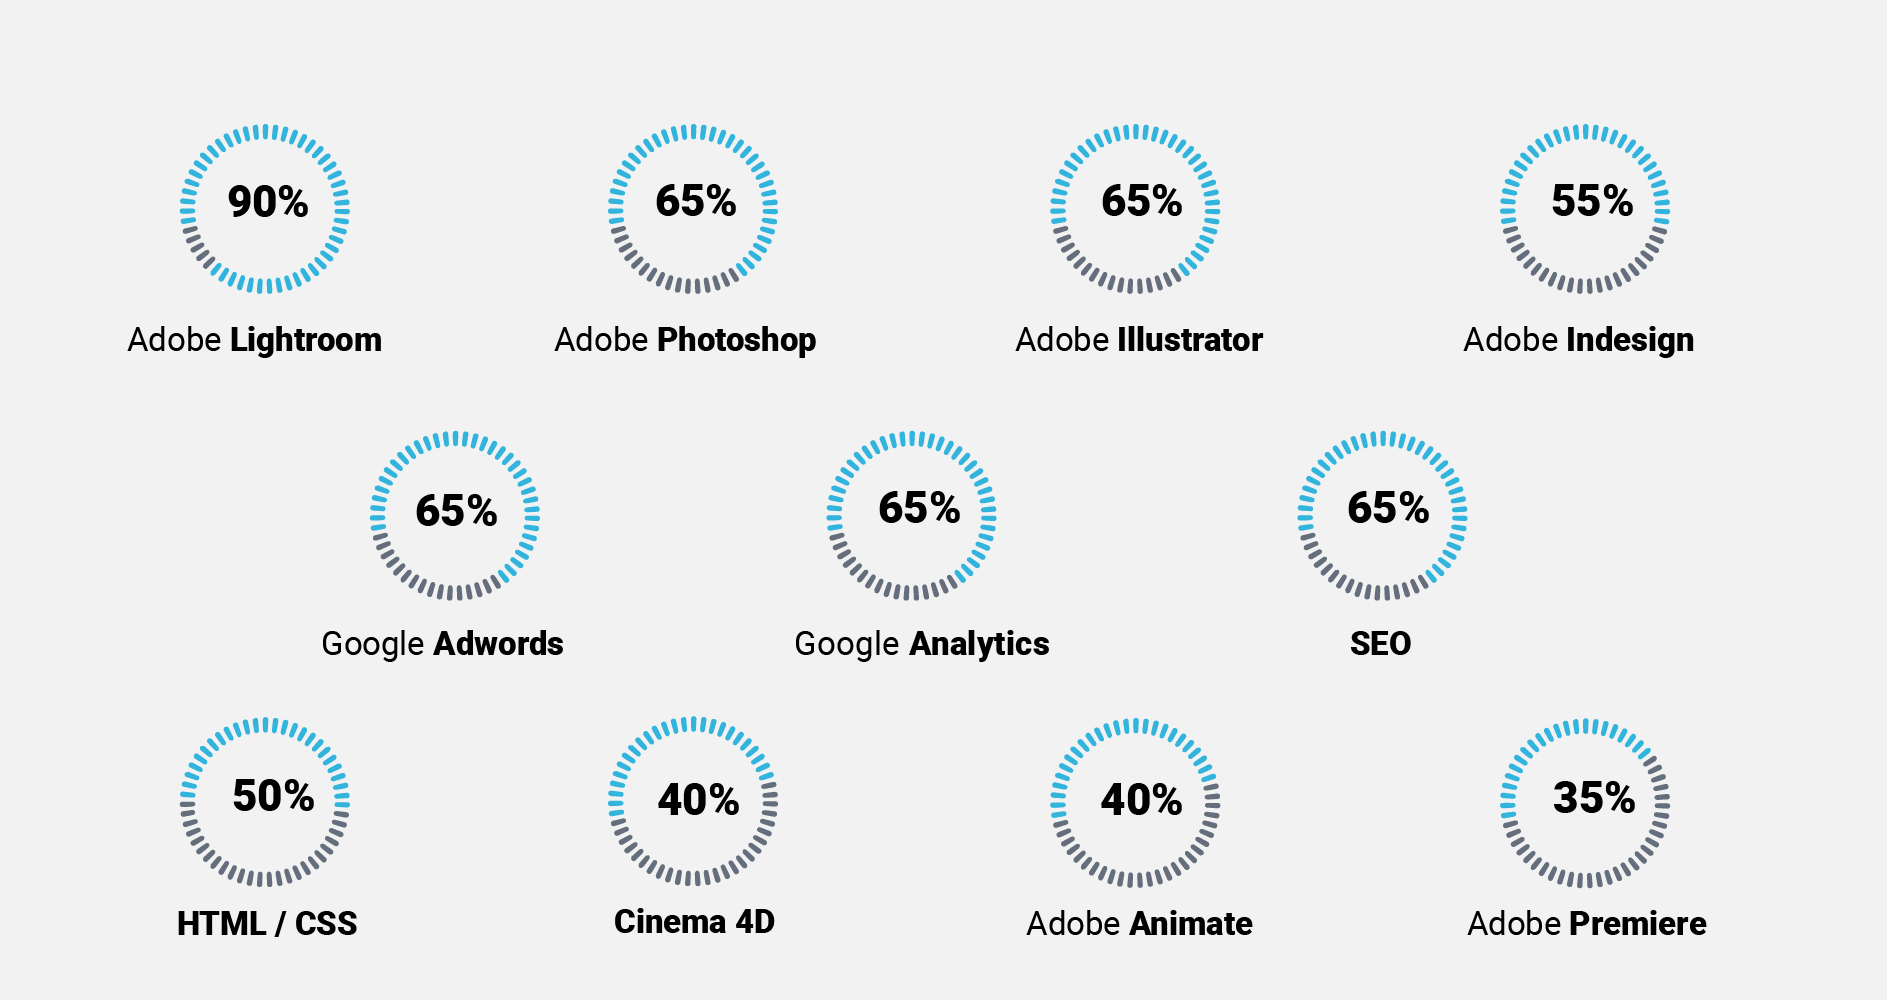 90%
65%
65%
55%
Adobe Lightroom
Adobe Photoshop
Adobe Illustrator
Adobe Indesign
65%
65%
65%
Google Adwords
Google Analytics
SEO
50%
40%
40%
35%
HTML / CSS
Cinema 4D
Adobe Animate
Adobe Premiere